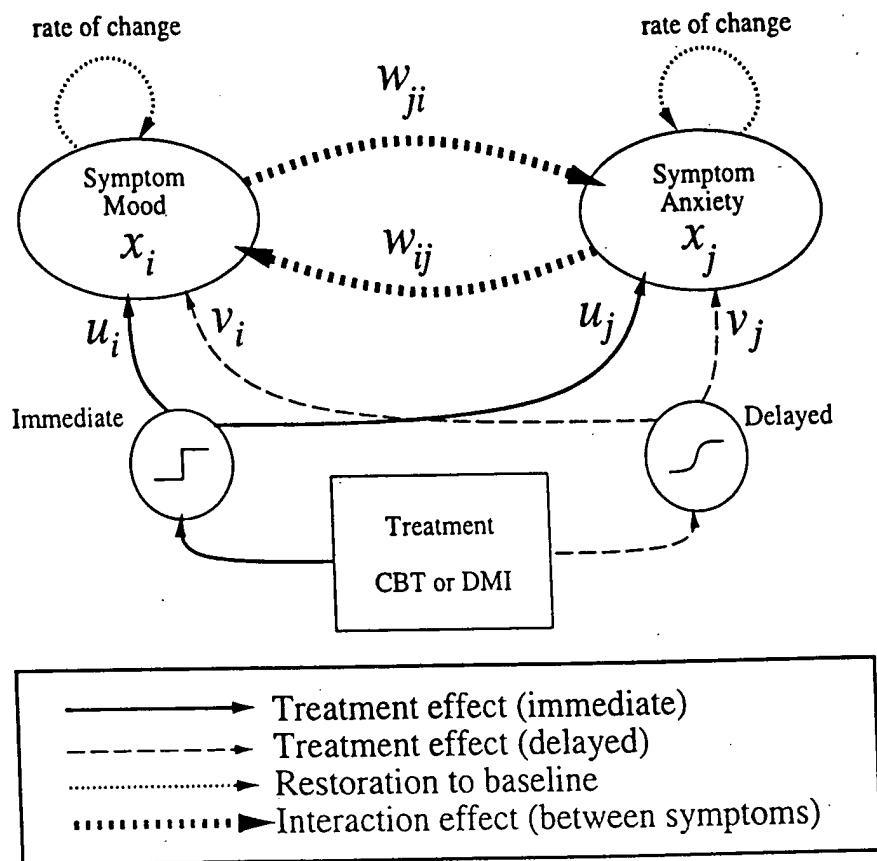 rate of change
rate of change
w_ji
Symptom
Mood
x_i
Symptom
Anxiety
x_j
w_ij
u_i
v_i
u_j
v_j
Immediate
Delayed
Treatment
CBT or DMI
Treatment effect (immediate)
Treatment effect (delayed)
Restoration to baseline
Interaction effect (between symptoms)